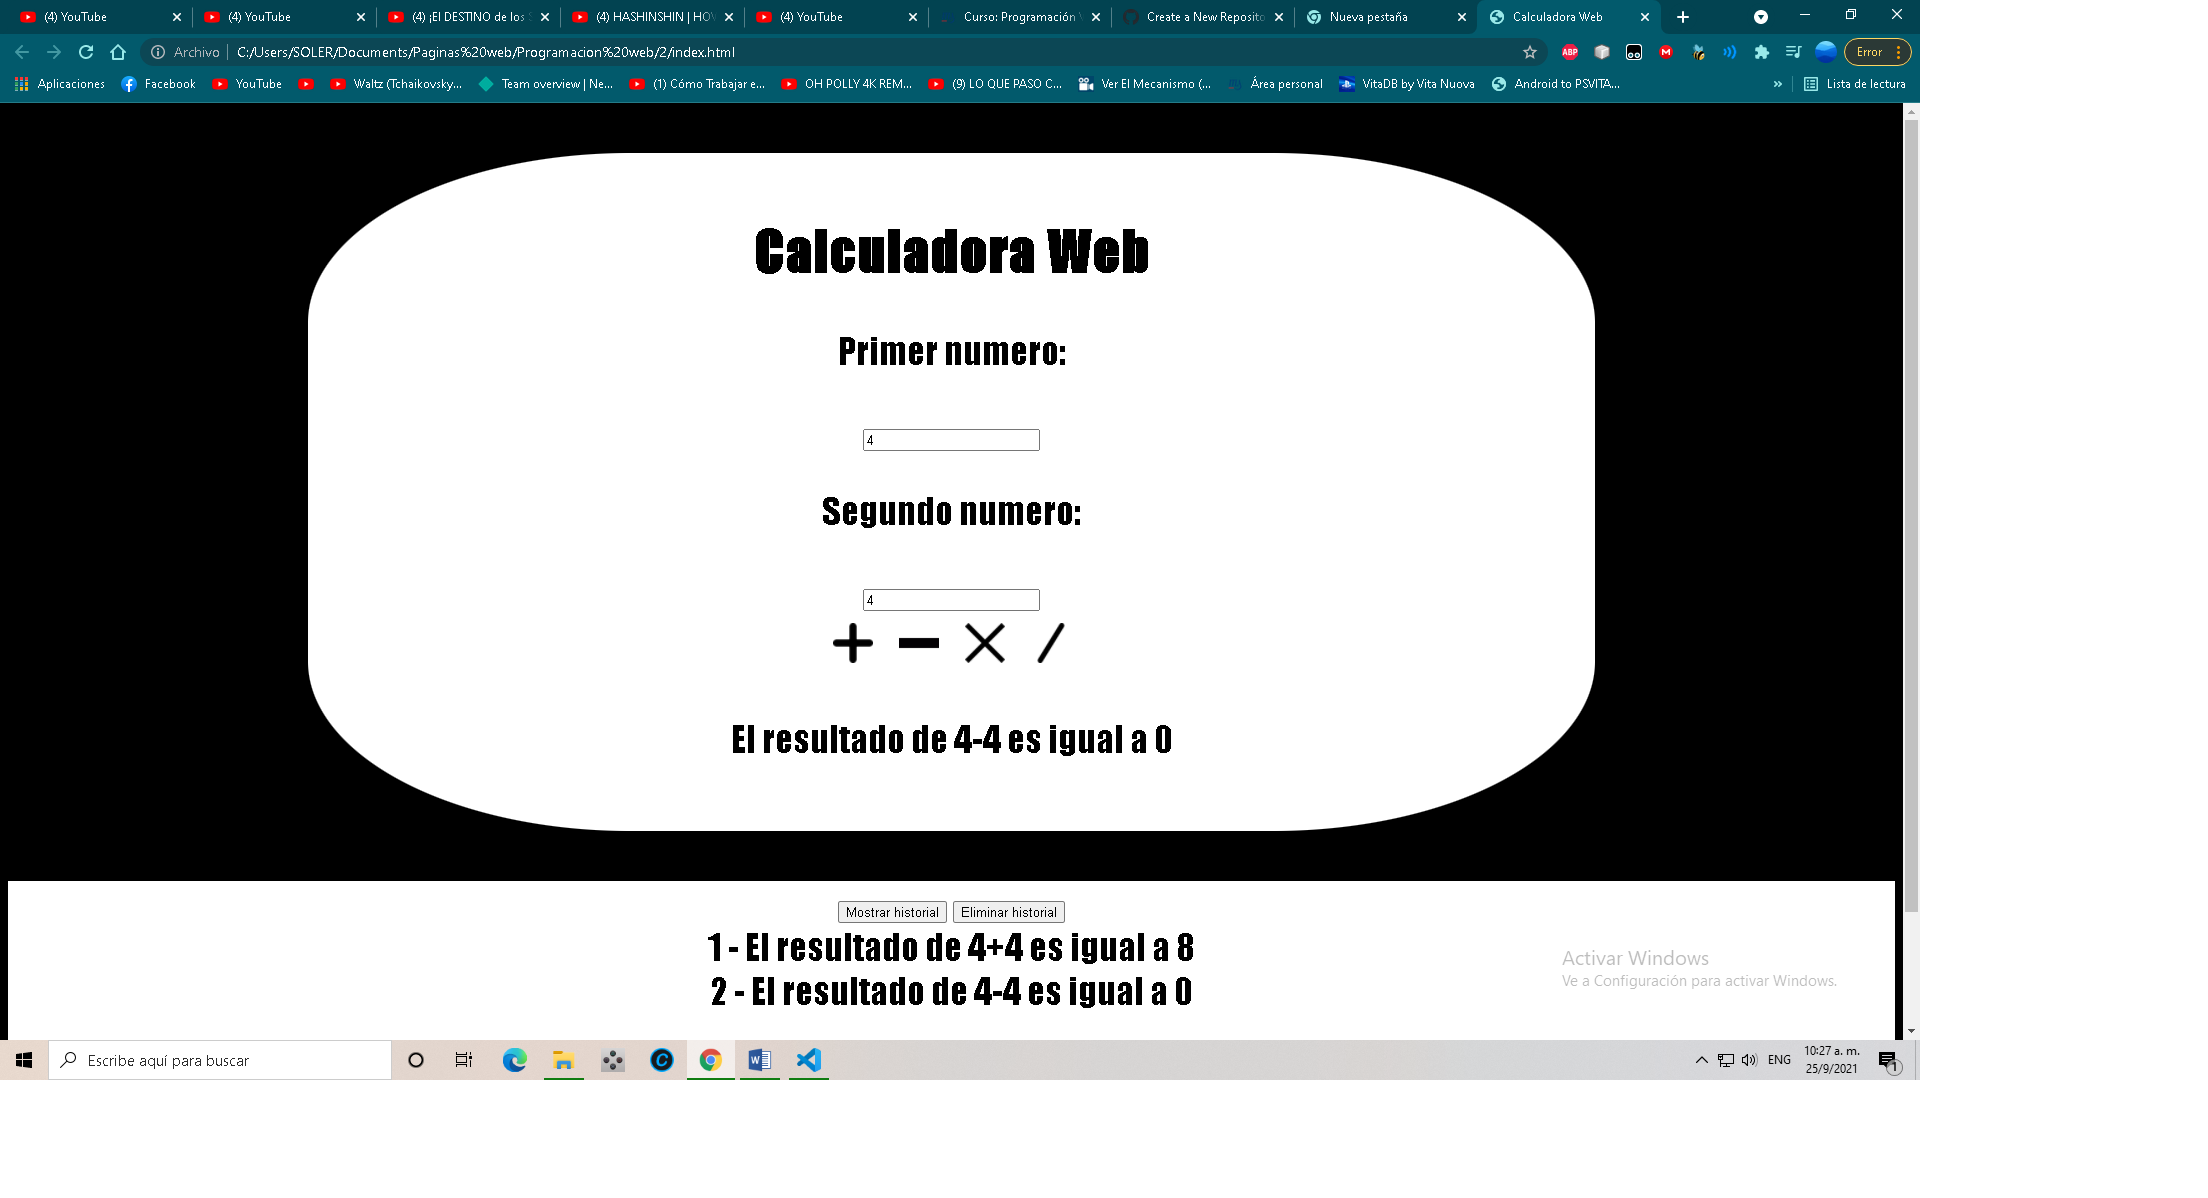 (4) YouTube
(4) YouTube
(4) ¡El DESTINO de los
(4) HASHINSHIN | HO
(4) YouTube
Curso: Programación
Create a New Reposito
Nueva pestaña
Calculadora Web
Archivo
C:/Users/SOLER/Documents/Paginas%20web/Programacion%20web/2/index.html
ABP
Error
Aplicaciones
Facebook
YouTube
Waltz (Tchaikovsky...
Team overview | Ne...
(1) Cómo Trabajar e...
OH POLLY 4K REM...
(9) LO QUE PASO C...
Ver El Mecanismo (...
Área personal
VitaDB by Vita Nuova
Android to PSVITA...
»
Lista de lectura
Calculadora Web
Primer numero:
4
Segundo numero:
4
+ - × /
El resultado de 4-4 es igual a 0
Mostrar historial
Eliminar historial
1 - El resultado de 4+4 es igual a 8
2 - El resultado de 4-4 es igual a 0
Activar Windows
Ve a Configuración para activar Windows.
Escribe aquí para buscar
ENG
10:27 a. m.
25/9/2021
1